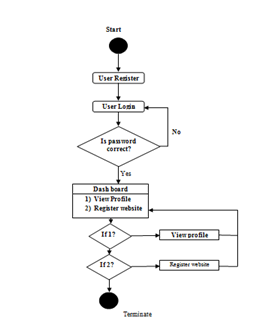 Start
User Register
User Login
Is password
correct?
No
Yes
Dash board
1) View Profile
2) Register website
If 1?
View profile
If 2?
Register website
Terminate